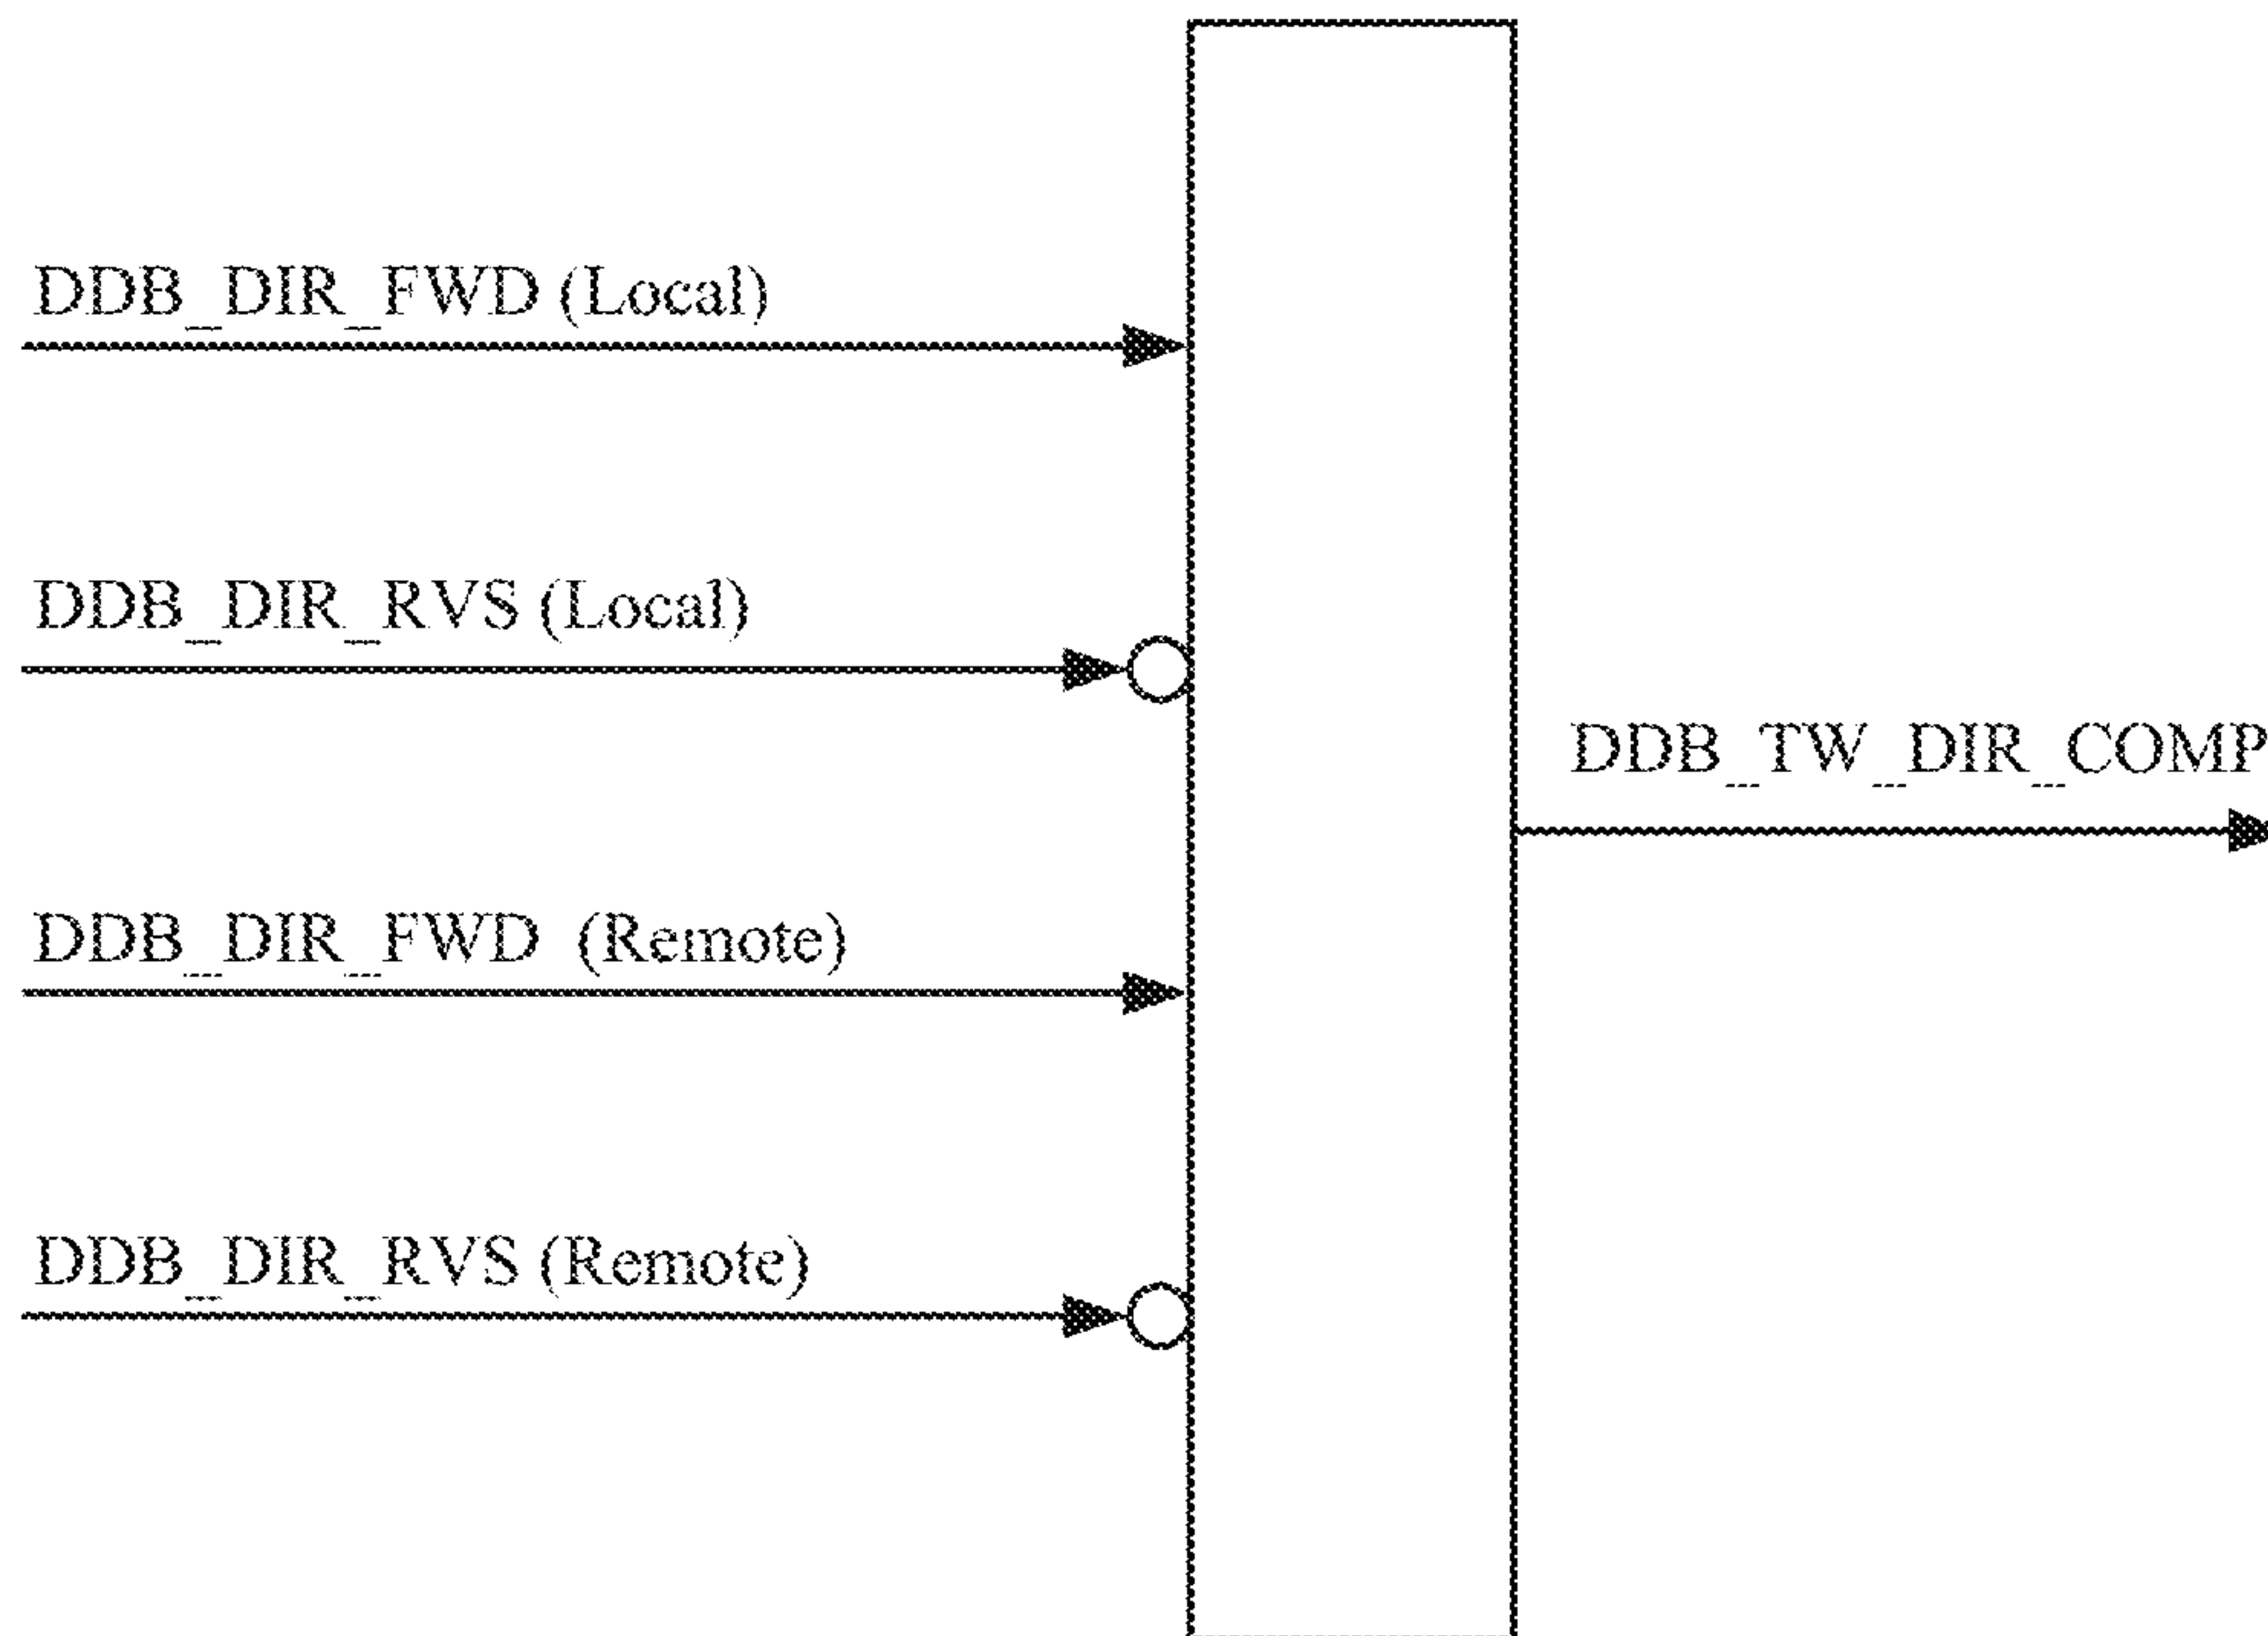 DDB_DIR_FWD (Local)
DDB_DIR_RVS (Local)
DDB_TW_DIR_COMP
DDB_DIR_FWD (Remote)
DDB_DIR_RVS (Remote)